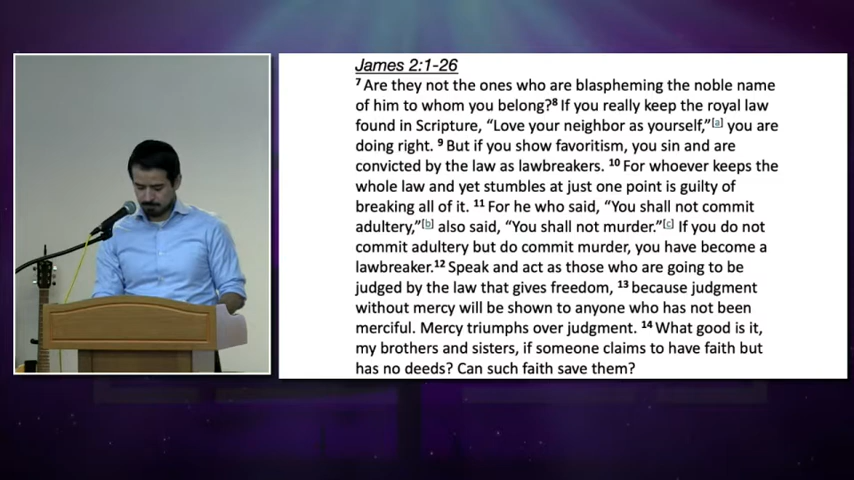 James 2:1-26
⁷ Are they not the ones who are blaspheming the noble name
of him to whom you belong?⁸ If you really keep the royal law
found in Scripture, “Love your neighbor as yourself,”[a] you are
doing right. ⁹ But if you show favoritism, you sin and are
convicted by the law as lawbreakers. ¹⁰ For whoever keeps the
whole law and yet stumbles at just one point is guilty of
breaking all of it. ¹¹ For he who said, “You shall not commit
adultery,”[b] also said, “You shall not murder.”[c] If you do not
commit adultery but do commit murder, you have become a
lawbreaker.¹² Speak and act as those who are going to be
judged by the law that gives freedom, ¹³ because judgment
without mercy will be shown to anyone who has not been
merciful. Mercy triumphs over judgment. ¹⁴ What good is it,
my brothers and sisters, if someone claims to have faith but
has no deeds? Can such faith save them?